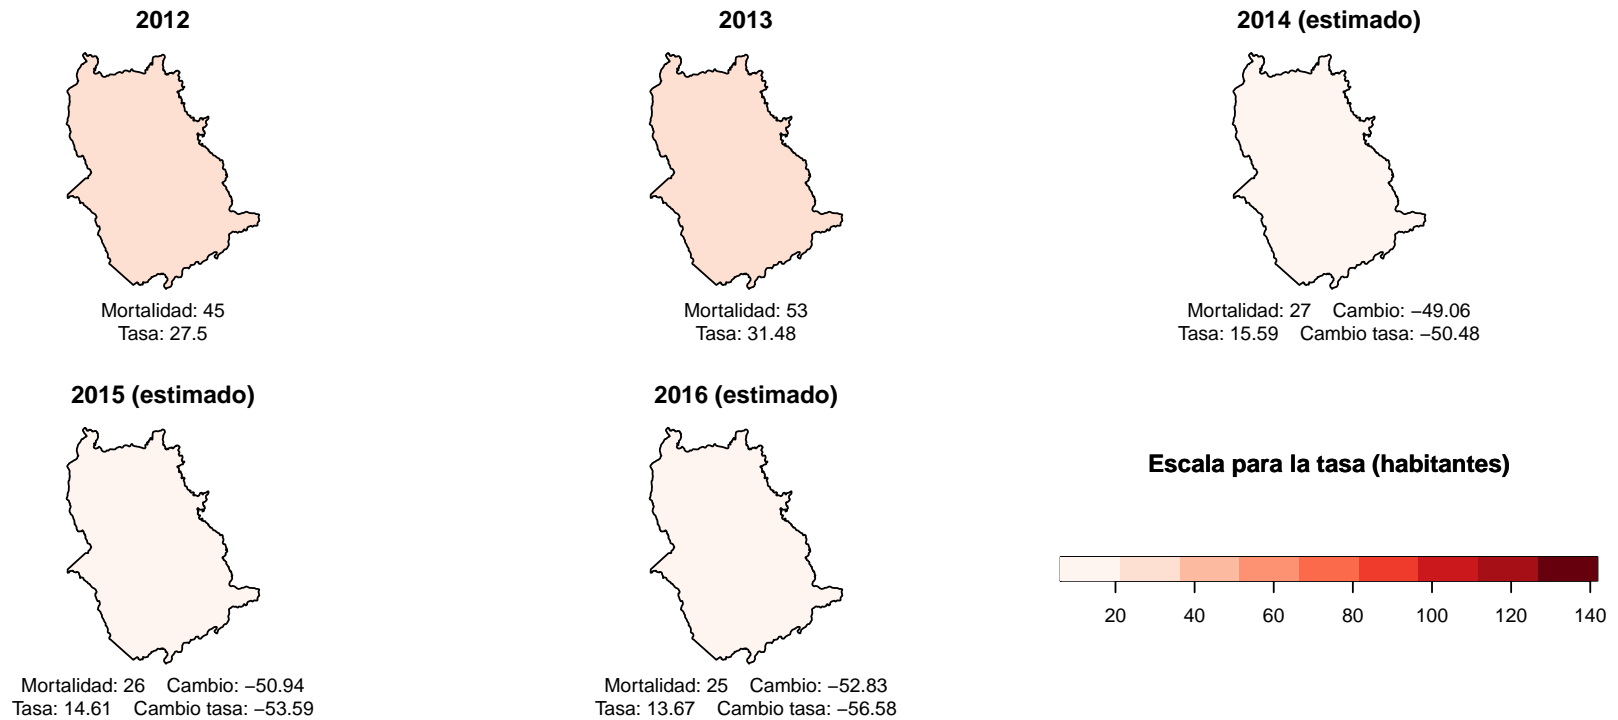 2012
Mortalidad: 45
Tasa: 27.5
2013
Mortalidad: 53
Tasa: 31.48
2014 (estimado)
Mortalidad: 27 Cambio: −49.06
Tasa: 15.59 Cambio tasa: −50.48
2015 (estimado)
Mortalidad: 26 Cambio: −50.94
Tasa: 14.61 Cambio tasa: −53.59
2016 (estimado)
Mortalidad: 25 Cambio: −52.83
Tasa: 13.67 Cambio tasa: −56.58
Escala para la tasa (habitantes)
20 40 60 80 100 120 140